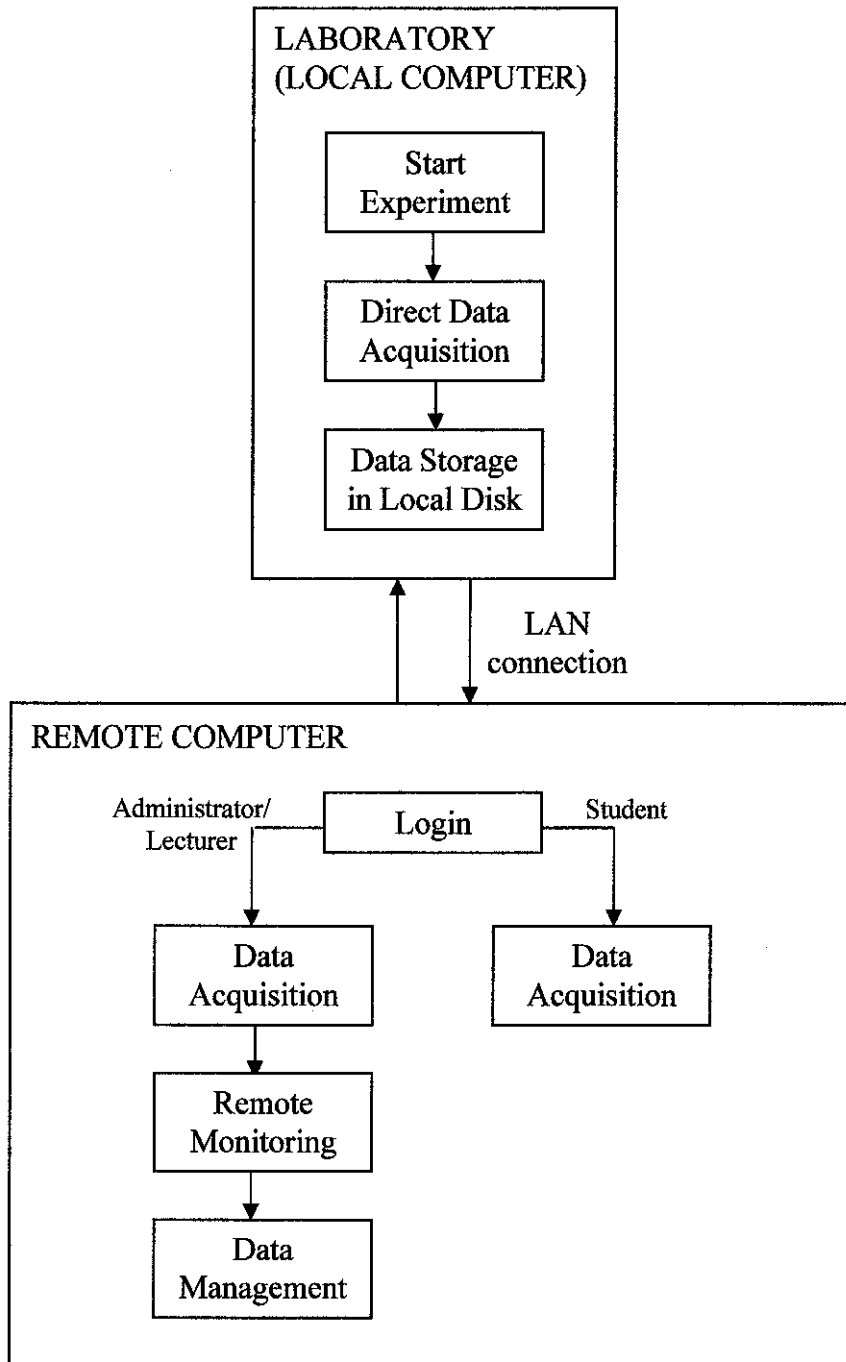 LABORATORY
(LOCAL COMPUTER)
Start
Experiment
Direct Data
Acquisition
Data Storage
in Local Disk
LAN
connection
REMOTE COMPUTER
Administrator/
Lecturer
Login
Student
Data
Acquisition
Data
Acquisition
Remote
Monitoring
Data
Management